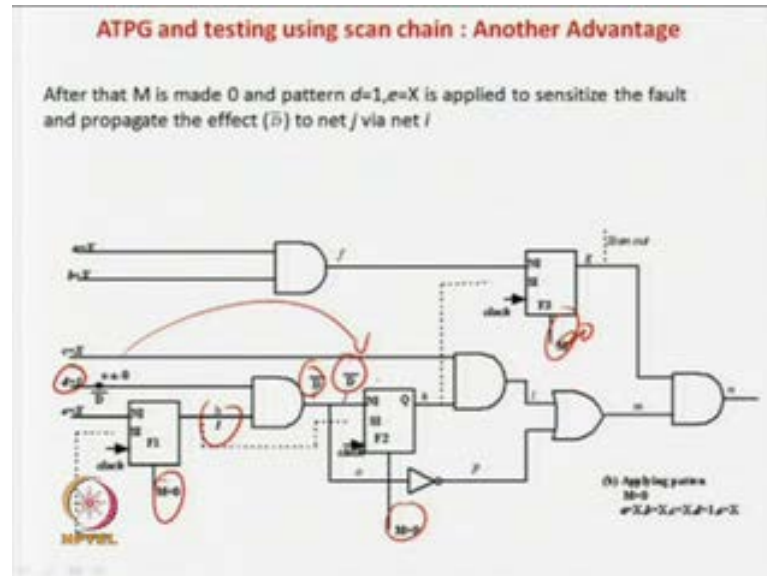 ATPG and testing using scan chain : Another Advantage
After that M is made 0 and pattern d=1,e=X is applied to sensitize the fault
and propagate the effect (D̅) to net j via net i
a=X
b=X
f
NI
SI
F3
clock
g
Scan out
c=X
s-a-0
D̅
e=X
NI
SI
F1
clock
M=0
D̅
D̅
NI
Q
SI
F2
M=0
o
p
m
n
(b) Applying pattern
M=0
a=X,b=X,c=X,d=1,e=X
NPTEL